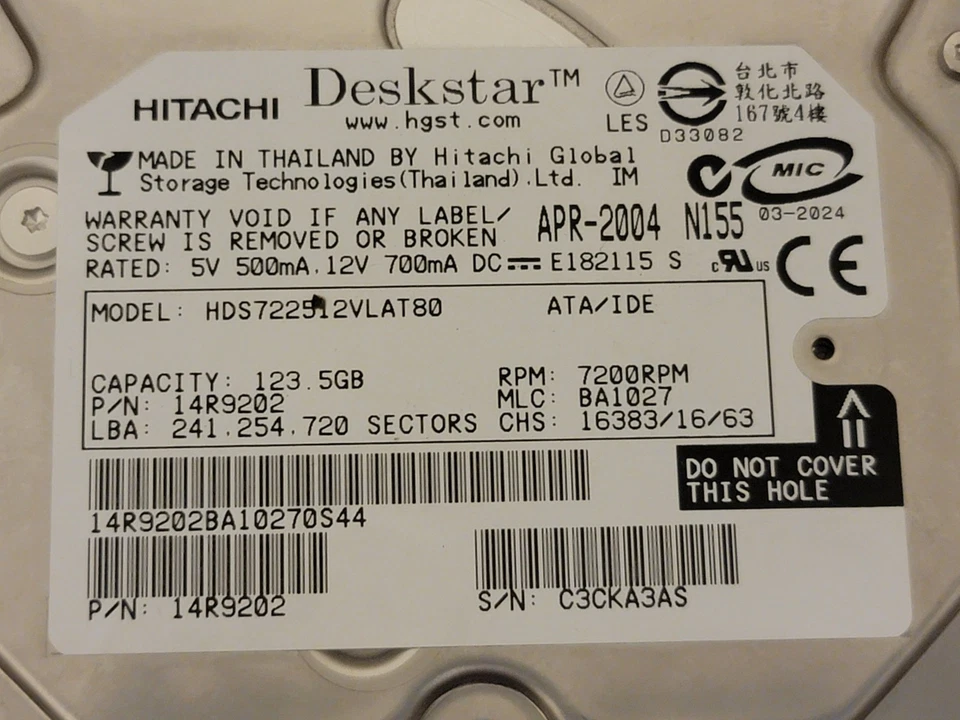 HITACHI Deskstar™
www.hgst.com
LES
D33082
台北市
敦化北路
167號4樓
MADE IN THAILAND BY Hitachi Global
Storage Technologies(Thailand).Ltd. IM
MIC
WARRANTY VOID IF ANY LABEL/
SCREW IS REMOVED OR BROKEN
APR-2004 N155 03-2024
RATED: 5V 500mA.12V 700mA DC E182115 S
c US CE
MODEL: HDS722512VLAT80 ATA/IDE
CAPACITY: 123.5GB RPM: 7200RPM
P/N: 14R9202 MLC: BA1027
LBA: 241.254.720 SECTORS CHS: 16383/16/63
DO NOT COVER
THIS HOLE
14R9202BA10270S44
P/N: 14R9202
S/N: C3CKA3AS